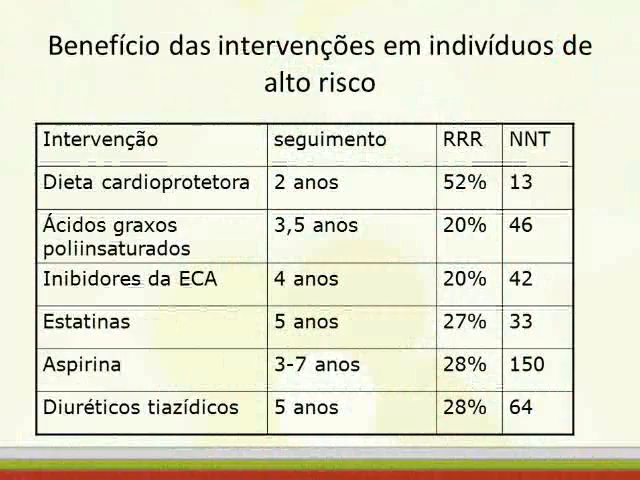 Benefício das intervenções em indivíduos de
alto risco
Intervenção seguimento RRR NNT
Dieta cardioprotetora 2 anos 52% 13
Ácidos graxos 3,5 anos 20% 46
poliinsaturados
Inibidores da ECA 4 anos 20% 42
Estatinas 5 anos 27% 33
Aspirina 3-7 anos 28% 150
Diuréticos tiazídicos 5 anos 28% 64